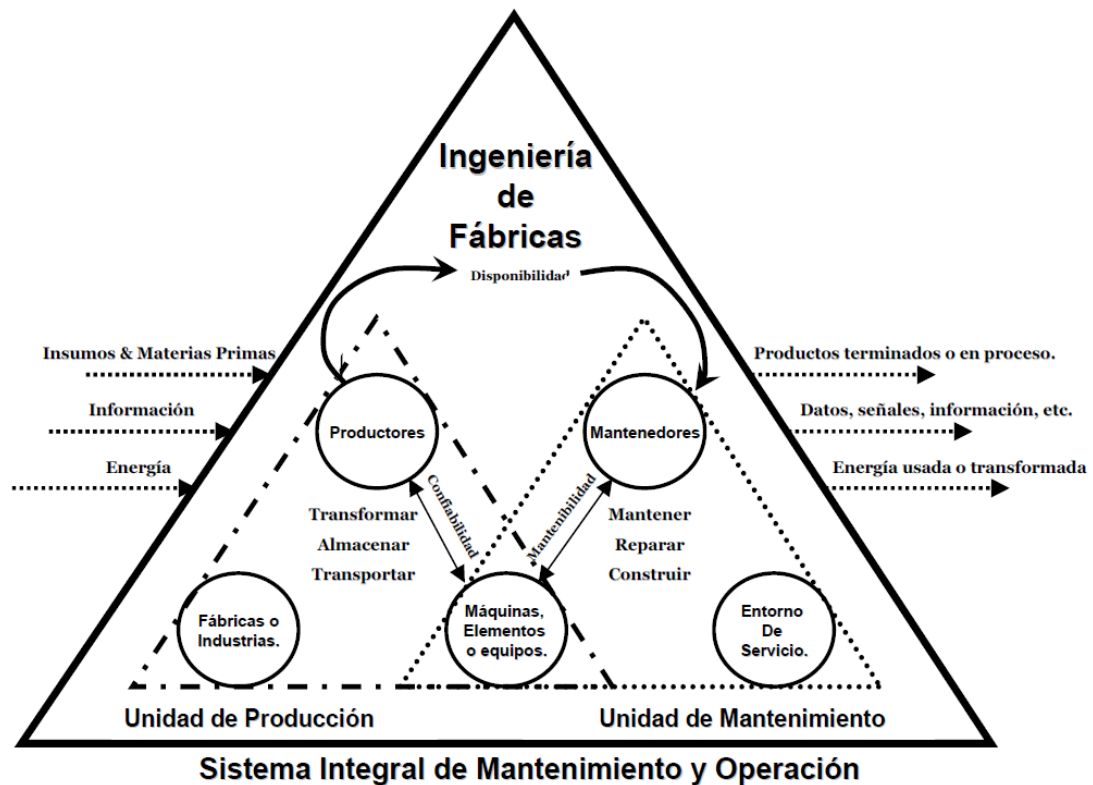 Ingeniería
de
Fábricas
Disponibilidad
Insumos & Materias Primas
Información
Energía
Productos terminados o en proceso.
Datos, señales, información, etc.
Energía usada o transformada
Productores
Mantenedores
Confiabilidad
Mantenibilidad
Transformar
Almacenar
Transportar
Mantener
Reparar
Construir
Fábricas o
Industrias.
Máquinas,
Elementos
o equipos.
Entorno
De
Servicio.
Unidad de Producción
Unidad de Mantenimiento
Sistema Integral de Mantenimiento y Operación